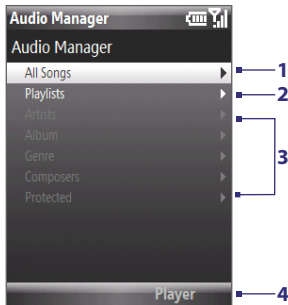 Audio Manager
Audio Manager
All Songs
1
Playlists
2
Artists
Album
3
Genre
Composers
Protected
Player
4